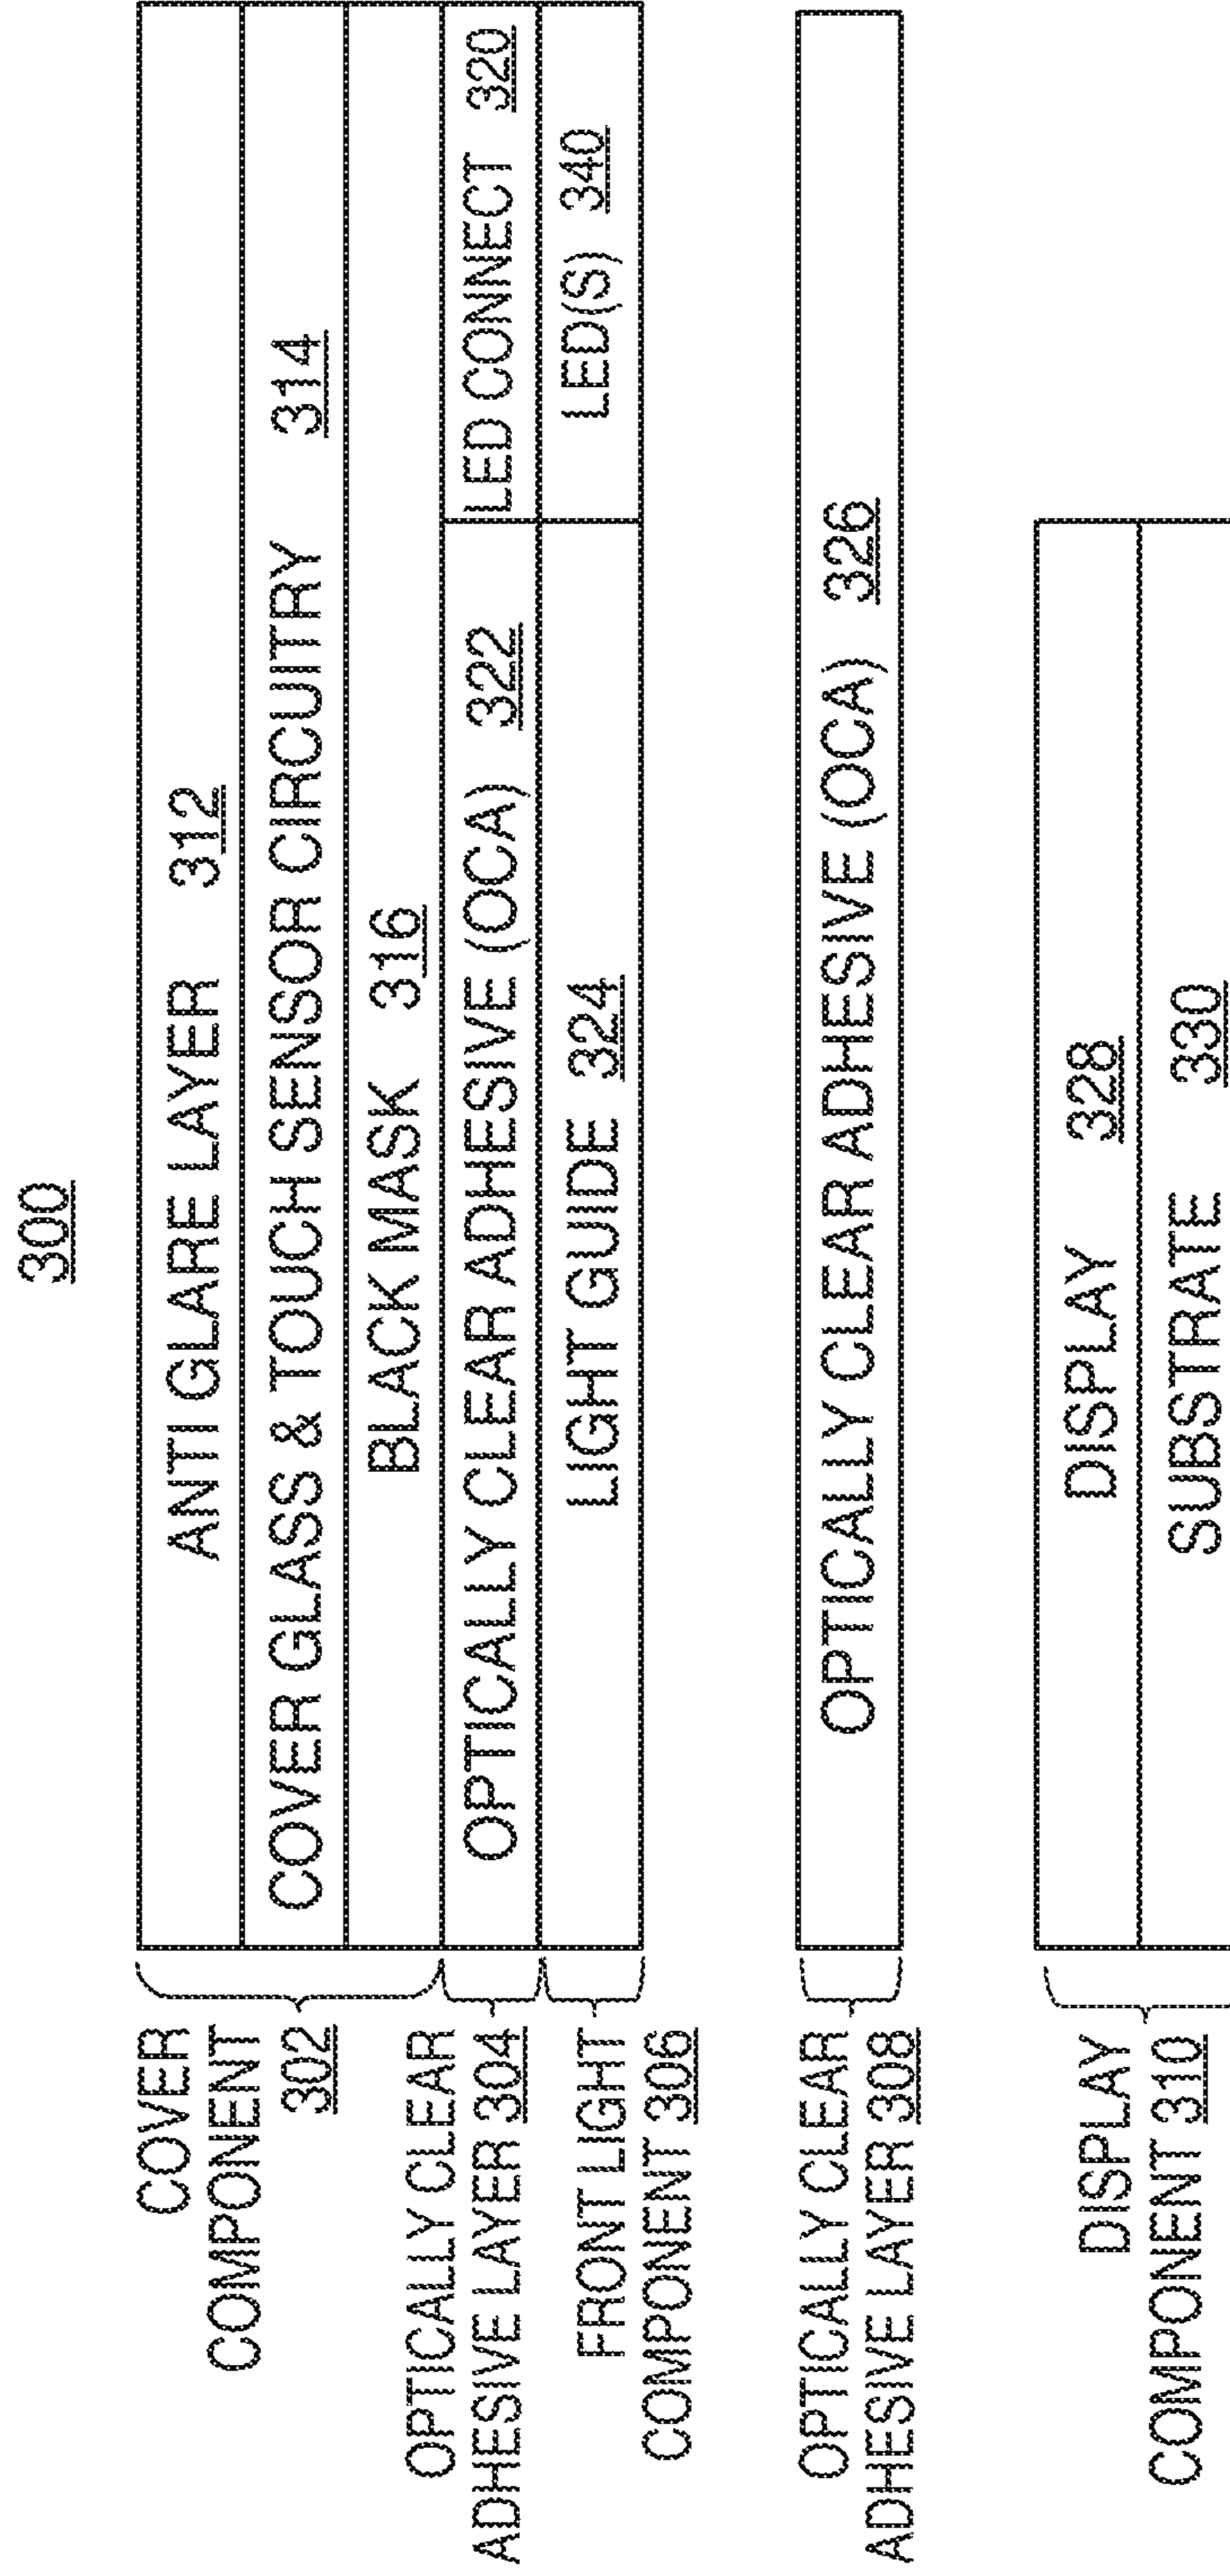 300
COVER
COMPONENT
302
ANTI GLARE LAYER 312
COVER GLASS & TOUCH SENSOR CIRCUITRY 314
BLACK MASK 316
OPTICALLY CLEAR
ADHESIVE LAYER 304
OPTICALLY CLEAR ADHESIVE (OCA) 322
LED CONNECT 320
FRONT LIGHT
COMPONENT 306
LIGHT GUIDE 324
LED(S) 340
OPTICALLY CLEAR
ADHESIVE LAYER 308
OPTICALLY CLEAR ADHESIVE (OCA) 326
DISPLAY
COMPONENT 310
DISPLAY 328
SUBSTRATE 330